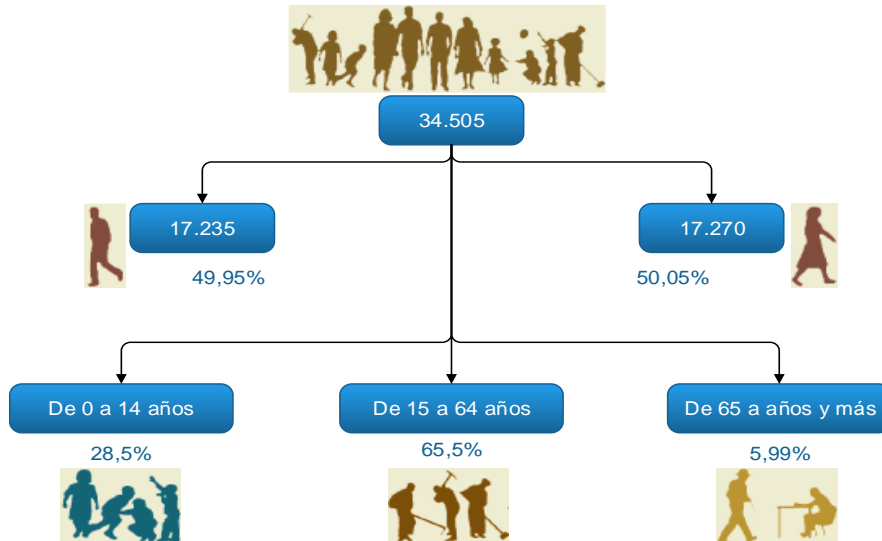 34.505
17.235
17.270
49,95%
50,05%
De 0 a 14 años
De 15 a 64 años
De 65 a años y más
28,5%
65,5%
5,99%